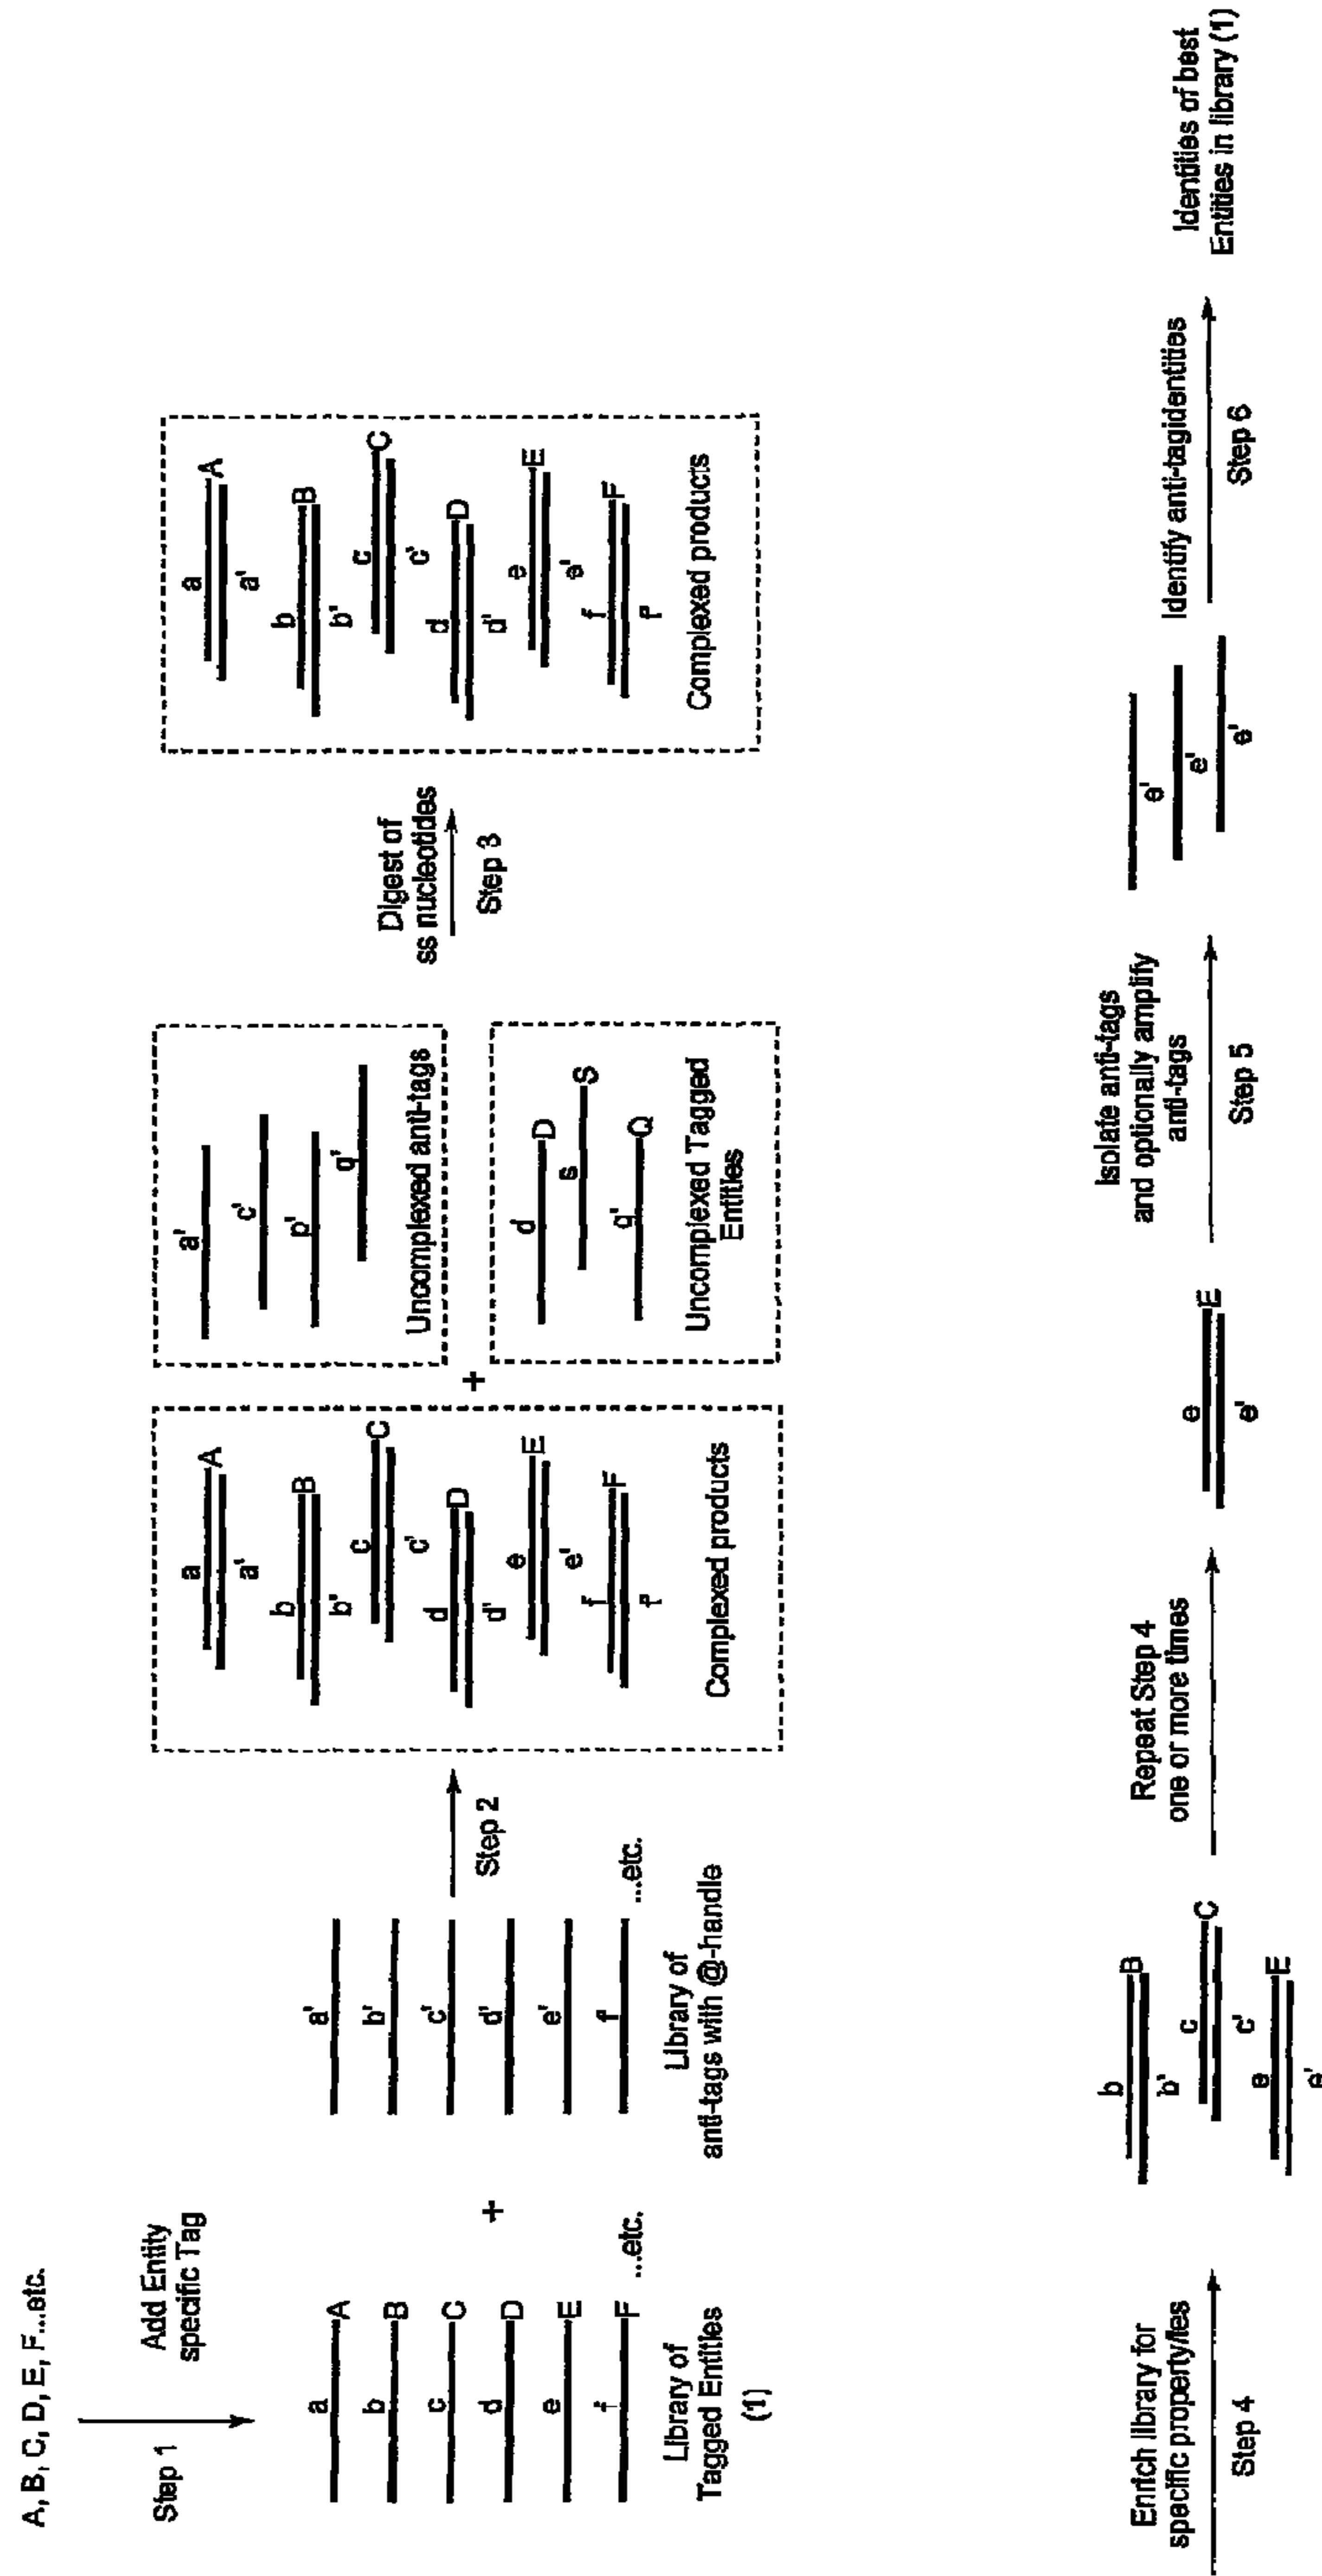 A, B, C, D, E, F...etc.
Step 1
Add Entity
specific Tag
a
A
b
B
c
C
d
D
e
E
f
F
...etc.
Library of
Tagged Entities
(1)
+
a'
b'
c'
d'
e'
f
...etc.
Library of
anti-tags with @-handle
Step 2
a
A
a'
b
B
b'
c
C
c'
d
D
d'
e
E
e'
f
F
f'
Complexed products
+
a'
c'
p'
q'
Uncomplexed anti-tags
d
D
s
S
q'
Q
Uncomplexed Tagged
Entities
Digest of
ss nucleotides
Step 3
a
A
a'
b
B
b'
c
C
c'
d
D
d'
e
E
e'
f
F
f'
Complexed products
Enrich library for
specific property/ies
Step 4
b
B
b'
c
C
c'
e
E
e'
Repeat Step 4
one or more times
e
E
e'
Isolate anti-tags
and optionally amplify
anti-tags
Step 5
e'
e'
e'
Identify anti-tagidentities
Step 6
Identities of best
Entities in library (1)